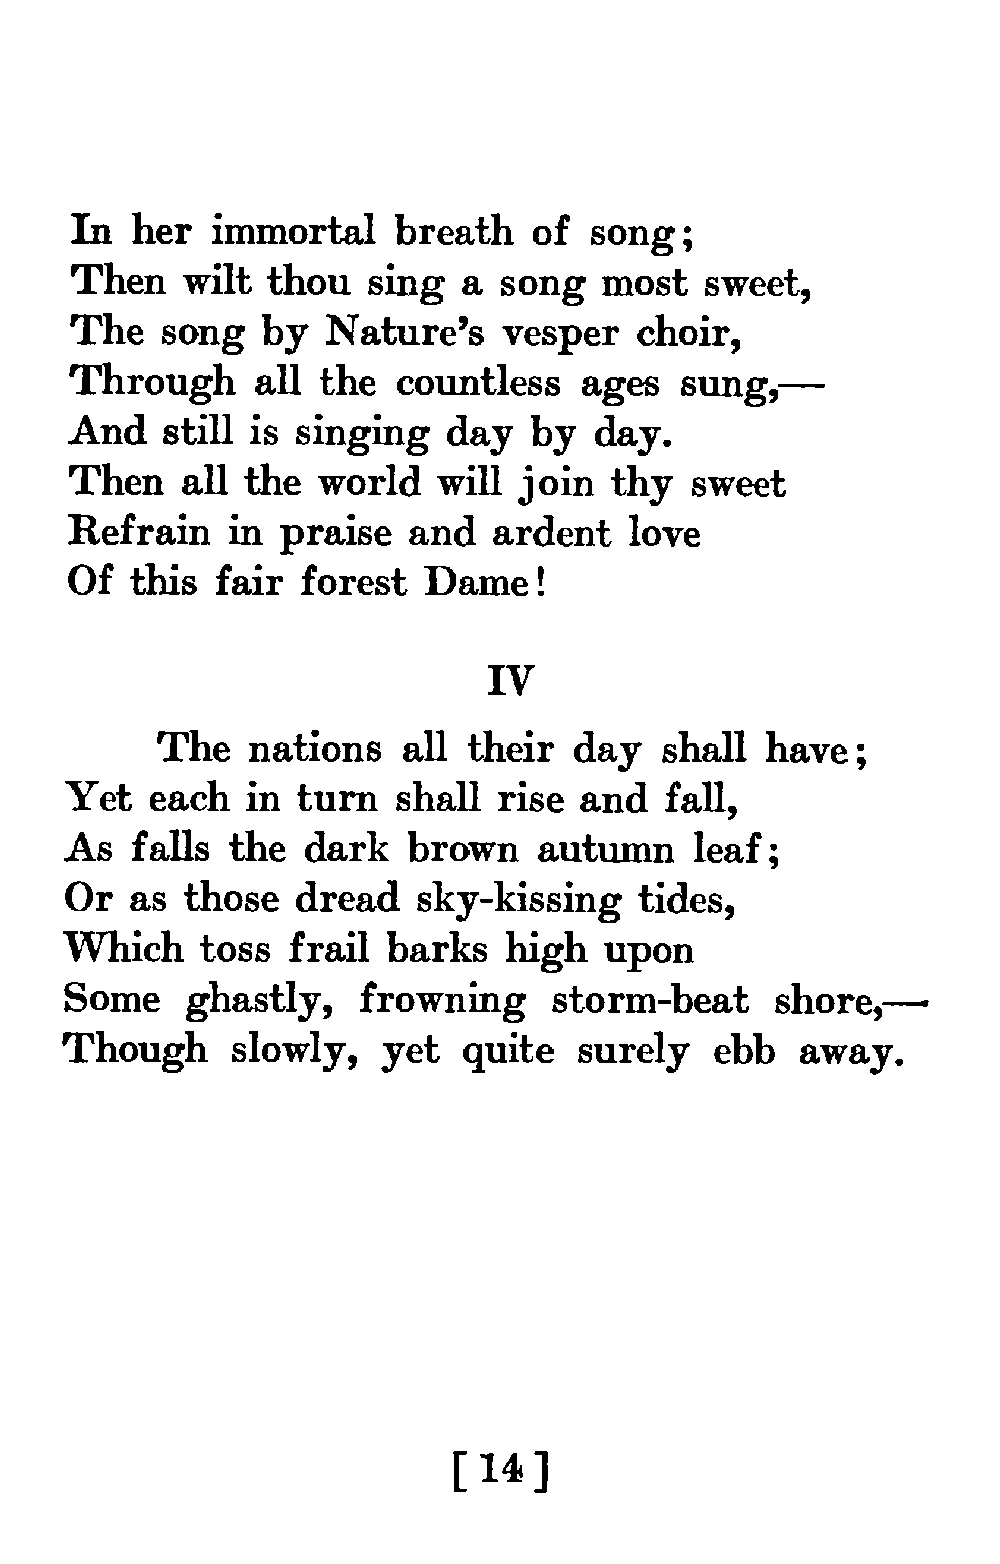 In her immortal breath of song;
Then wilt thou sing a song most sweet,
The song by Nature's vesper choir,
Through all the countless ages sung,—
And still is singing day by day.
Then all the world will join thy sweet
Refrain in praise and ardent love
Of this fair forest Dame!
IV
The nations all their day shall have;
Yet each in turn shall rise and fall,
As falls the dark brown autumn leaf;
Or as those dread sky-kissing tides,
Which toss frail barks high upon
Some ghastly, frowning storm-beat shore,—
Though slowly, yet quite surely ebb away.
[ 14 ]